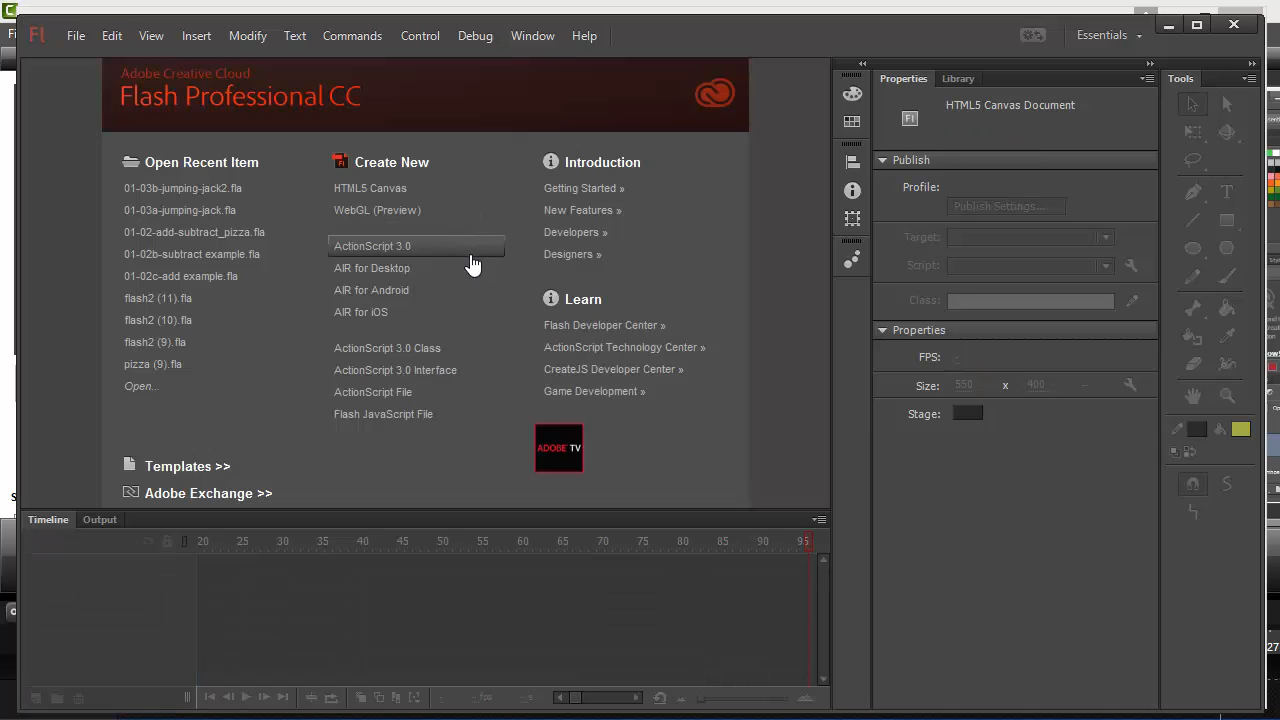 Fl File Edit View Insert Modify Text Commands Control Debug Window Help Essentials
Adobe Creative Cloud
Flash Professional CC
Open Recent Item
01-03b-jumping-jack2.fla
01-03a-jumping-jack.fla
01-02-add-subtract_pizza.fla
01-02b-subtract example.fla
01-02c-add example.fla
flash2 (11).fla
flash2 (10).fla
flash2 (9).fla
pizza (9).fla
Open...
Templates >>
Adobe Exchange >>
Create New
HTML5 Canvas
WebGL (Preview)
ActionScript 3.0
AIR for Desktop
AIR for Android
AIR for iOS
ActionScript 3.0 Class
ActionScript 3.0 Interface
ActionScript File
Flash JavaScript File
Introduction
Getting Started »
New Features »
Developers »
Designers »
Learn
Flash Developer Center »
ActionScript Technology Center »
CreateJS Developer Center »
Game Development »
ADOBE TV
Properties Library
HTML5 Canvas Document
Fl
Publish
Profile:
Publish Settings...
Target:
Script:
Class:
Properties
FPS: -
Size: 550 x 400
Stage:
Tools
Timeline Output
20 25 30 35 40 45 50 55 60 65 70 75 80 85 90 95
- - fps - s